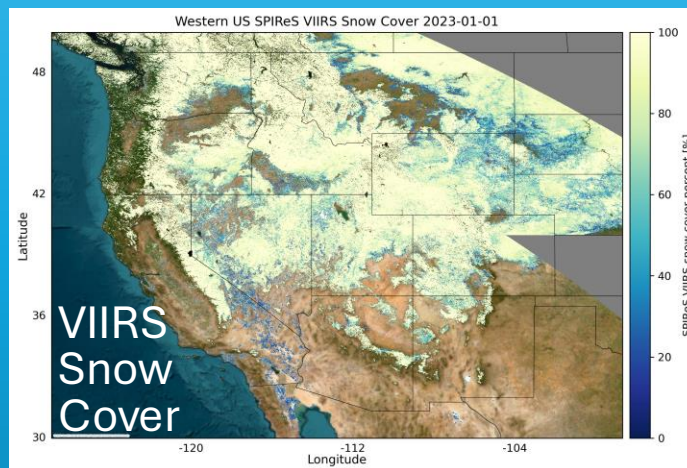 Western US SPIReS VIIRS Snow Cover 2023-01-01
48
42
36
30
Latitude
-120
-112
-104
Longitude
VIIRS
Snow
Cover
100
80
60
40
20
0
SPIReS VIIRS snow cover percent [%]